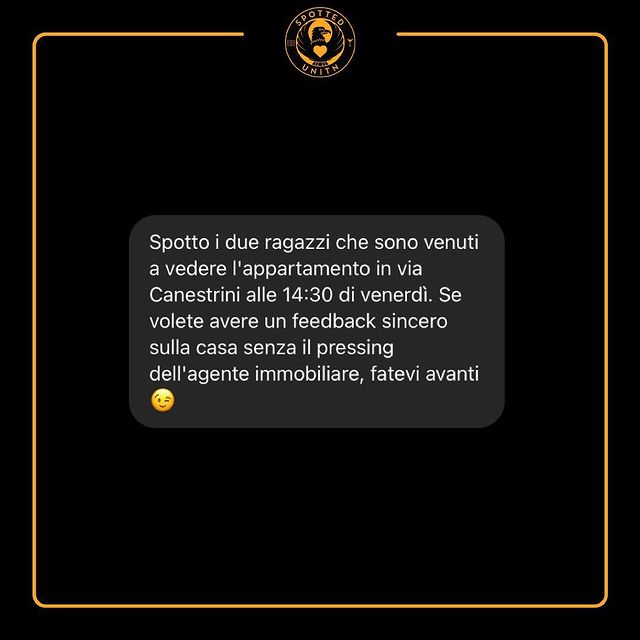 SPOTTED
UNITN
Spotto i due ragazzi che sono venuti
a vedere l'appartamento in via
Canestrini alle 14:30 di venerdì. Se
volete avere un feedback sincero
sulla casa senza il pressing
dell'agente immobiliare, fatevi avanti
😉